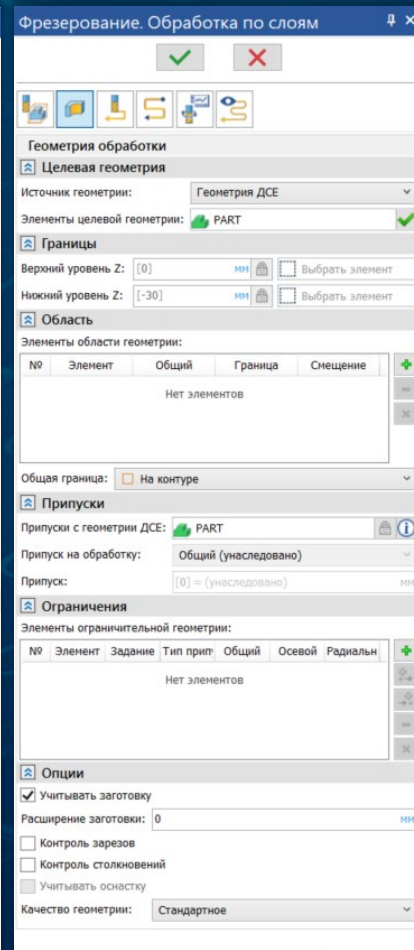 Фрезерование. Обработка по слоям
Геометрия обработки
Целевая геометрия
Источник геометрии: Геометрия ДСЕ
Элементы целевой геометрии: PART
Границы
Верхний уровень Z: [0] мм Выбрать элемент
Нижний уровень Z: [-30] мм Выбрать элемент
Область
Элементы области геометрии:
№ Элемент Общий Граница Смещение
Нет элементов
Общая граница: На контуре
Припуски
Припуски с геометрии ДСЕ: PART
Припуск на обработку: Общий (унаследовано)
Припуск: [0] = (унаследовано) мм
Ограничения
Элементы ограничительной геометрии:
№ Элемент Задание Тип прип Общий Осевой Радиальн
Нет элементов
Опции
Учитывать заготовку
Расширение заготовки: 0 мм
Контроль зарезов
Контроль столкновений
Учитывать оснастку
Качество геометрии: Стандартное